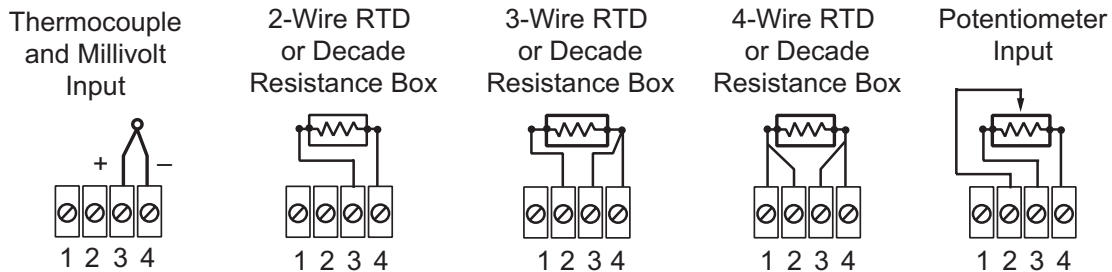 Thermocouple
and Millivolt
Input
+ –
1 2 3 4
2-Wire RTD
or Decade
Resistance Box
1 2 3 4
3-Wire RTD
or Decade
Resistance Box
1 2 3 4
4-Wire RTD
or Decade
Resistance Box
1 2 3 4
Potentiometer
Input
1 2 3 4